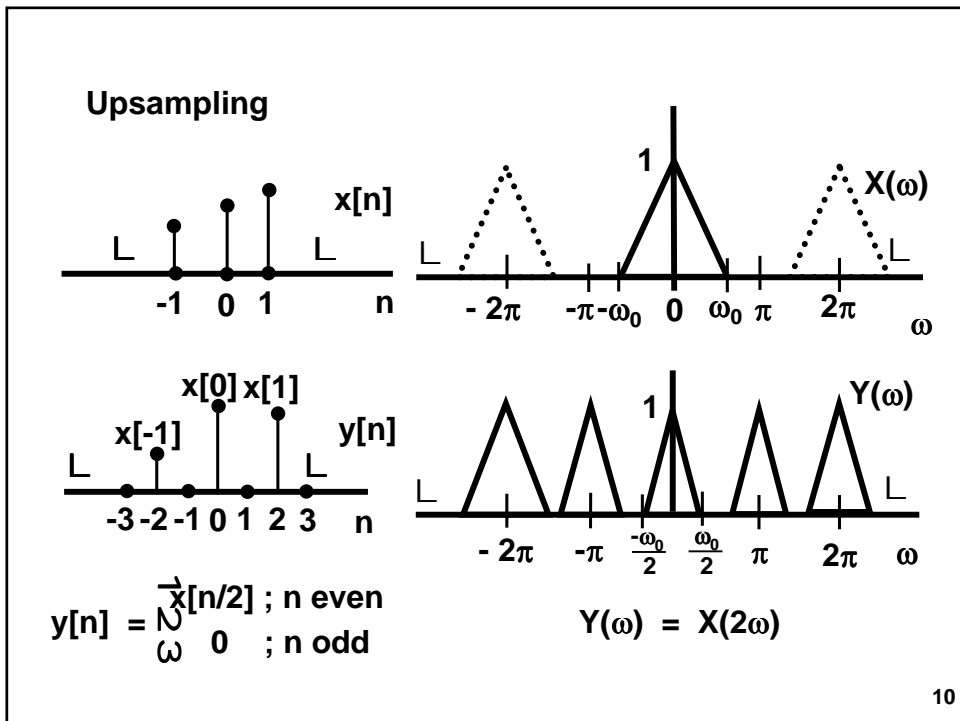 Upsampling
1
x[n]
X(ω)
L L L L
-1 0 1 n
- 2π -π -ω₀ 0 ω₀ π 2π ω
x[0] x[1]
x[-1]
y[n]
1
Y(ω)
L L L L
-3 -2 -1 0 1 2 3 n
- 2π -π -ω₀/2 ω₀/2 π 2π ω
y[n] = 123 x[n/2] ; n even
0 ; n odd
Y(ω) = X(2ω)
10